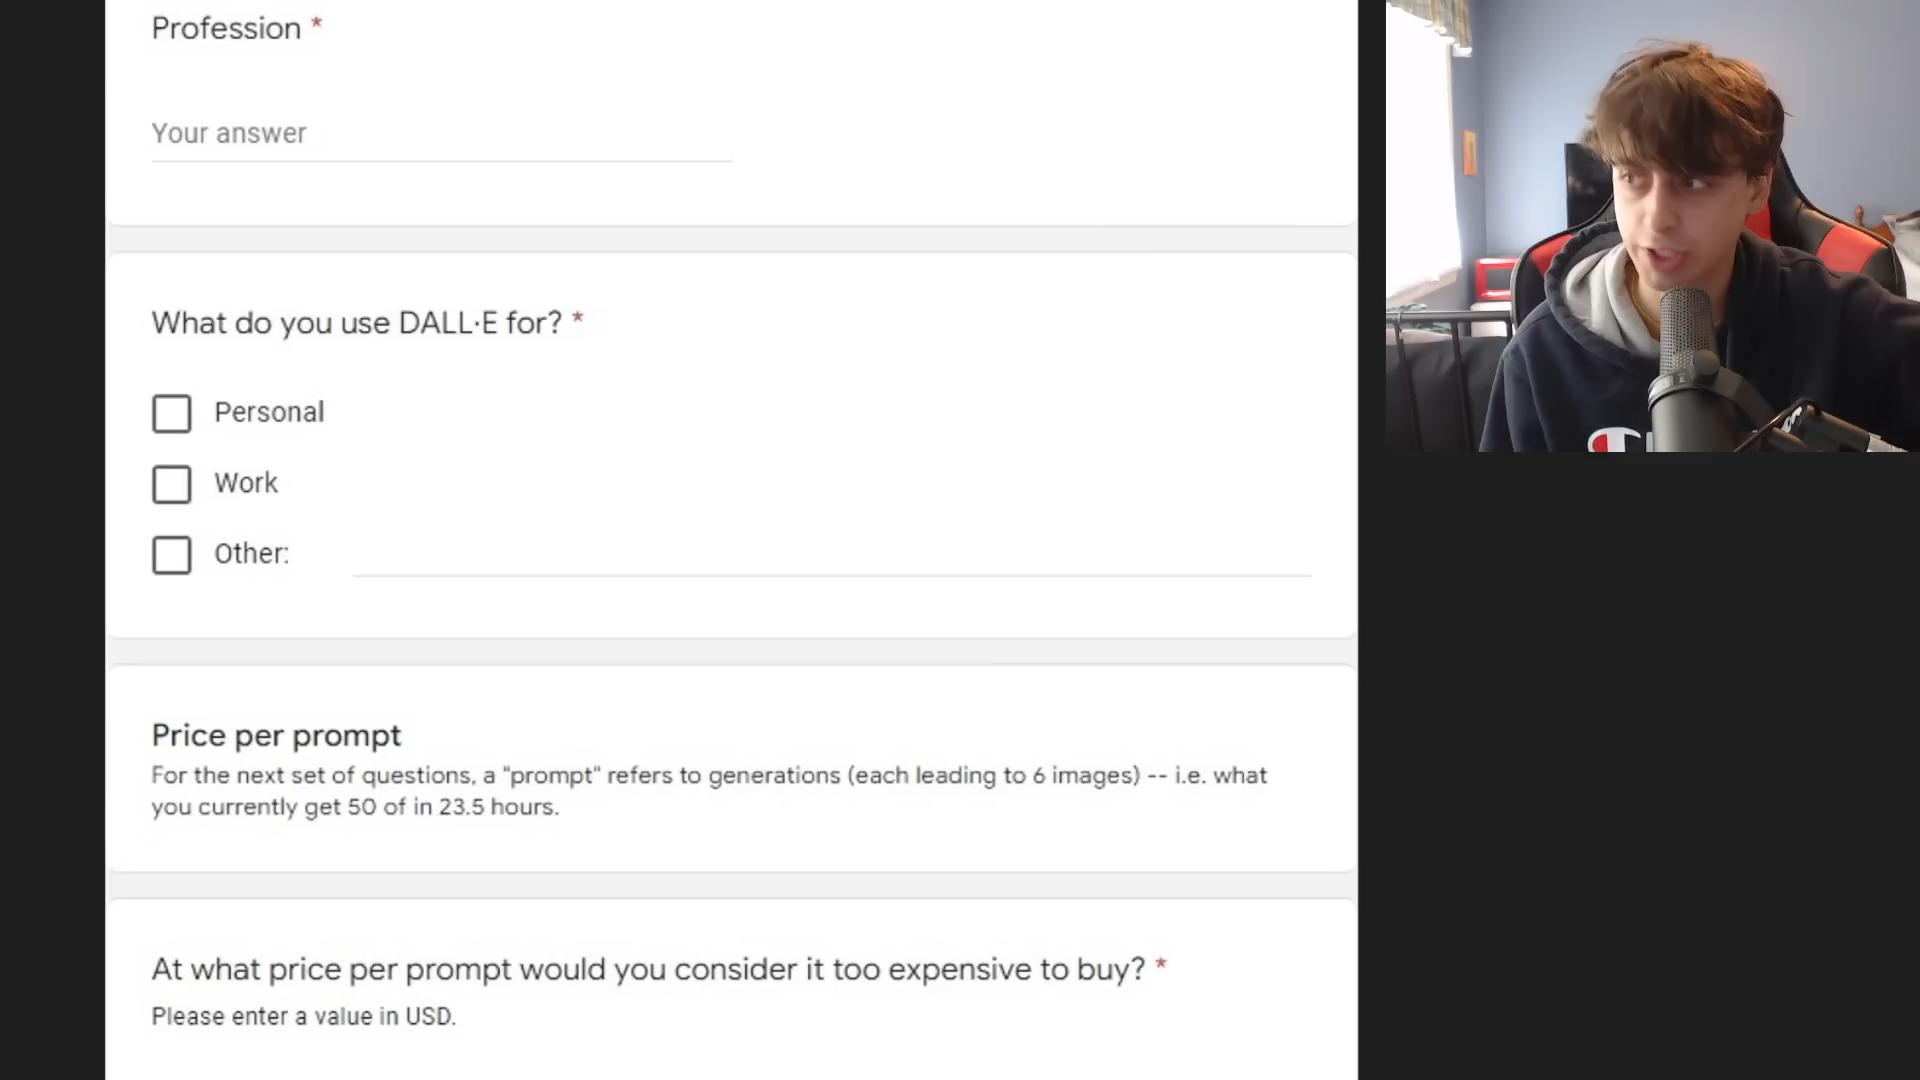 Profession *
Your answer
What do you use DALL·E for? *
Personal
Work
Other:
Price per prompt
For the next set of questions, a "prompt" refers to generations (each leading to 6 images) -- i.e. what
you currently get 50 of in 23.5 hours.
At what price per prompt would you consider it too expensive to buy? *
Please enter a value in USD.